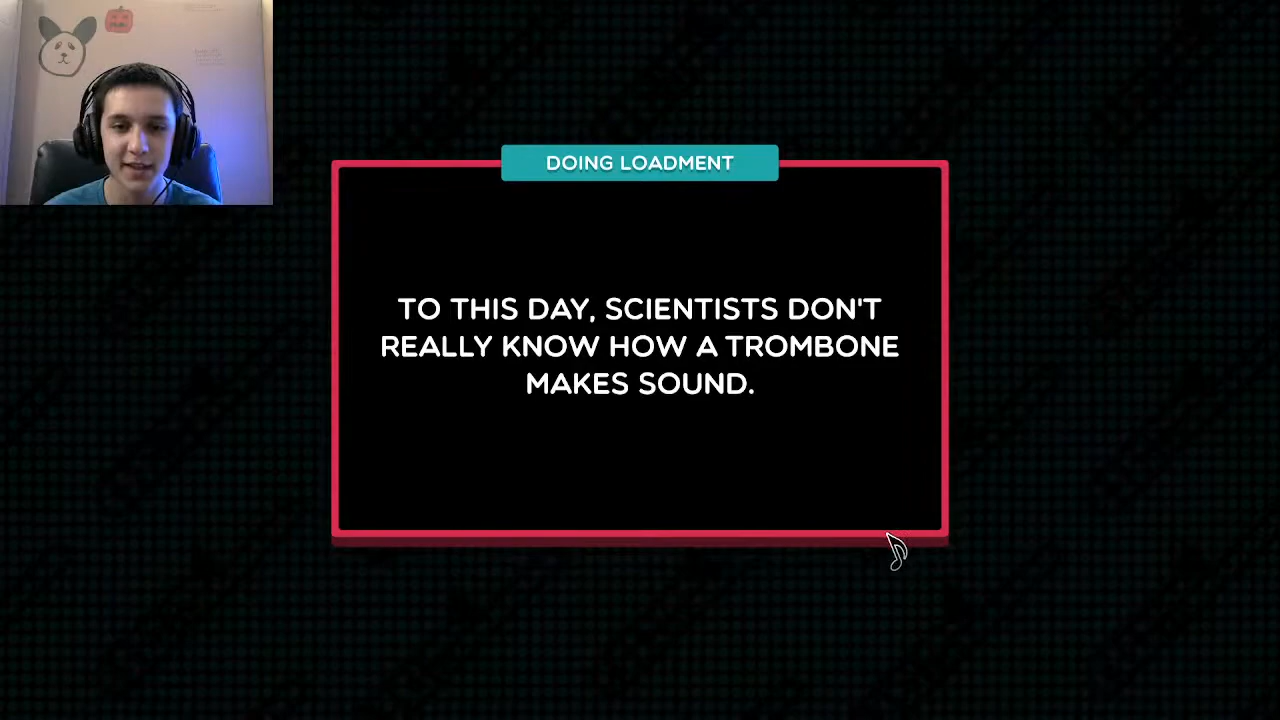 DOING LOADMENT
TO THIS DAY, SCIENTISTS DON'T
REALLY KNOW HOW A TROMBONE
MAKES SOUND.